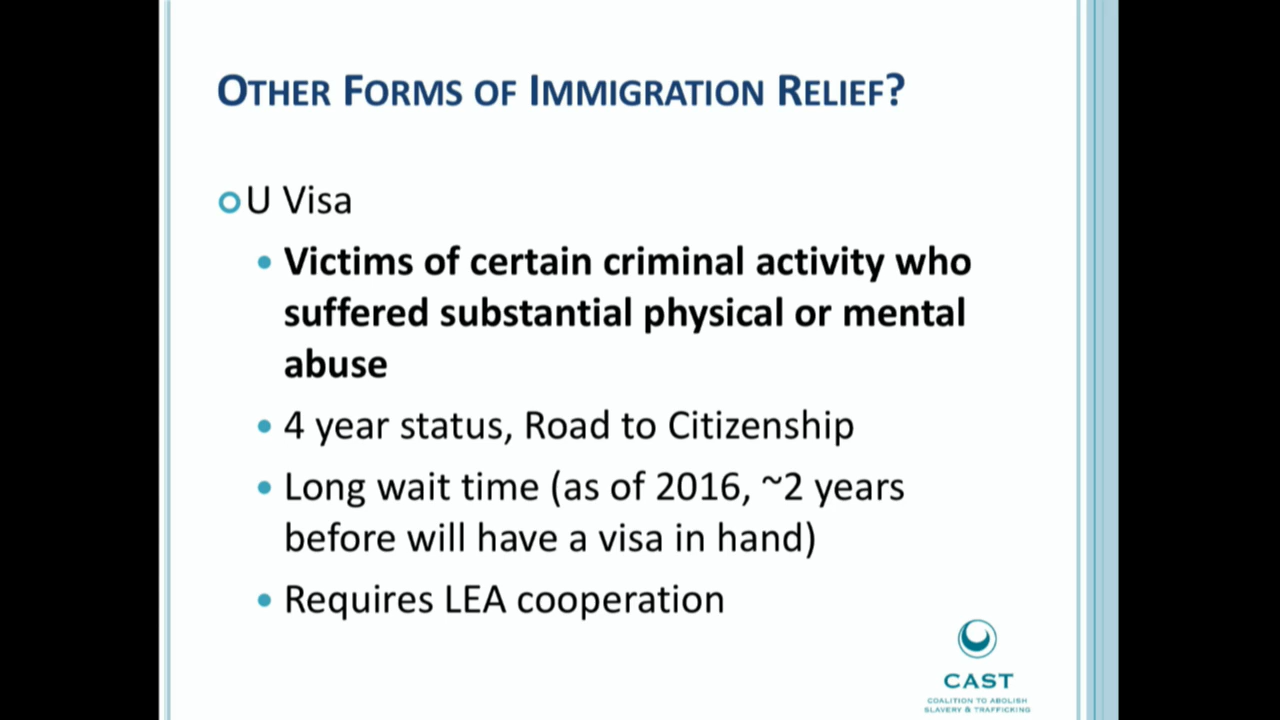 OTHER FORMS OF IMMIGRATION RELIEF?
U Visa
Victims of certain criminal activity who
suffered substantial physical or mental
abuse
4 year status, Road to Citizenship
Long wait time (as of 2016, ~2 years
before will have a visa in hand)
Requires LEA cooperation
CAST
COALITION TO ABOLISH
SLAVERY & TRAFFICKING